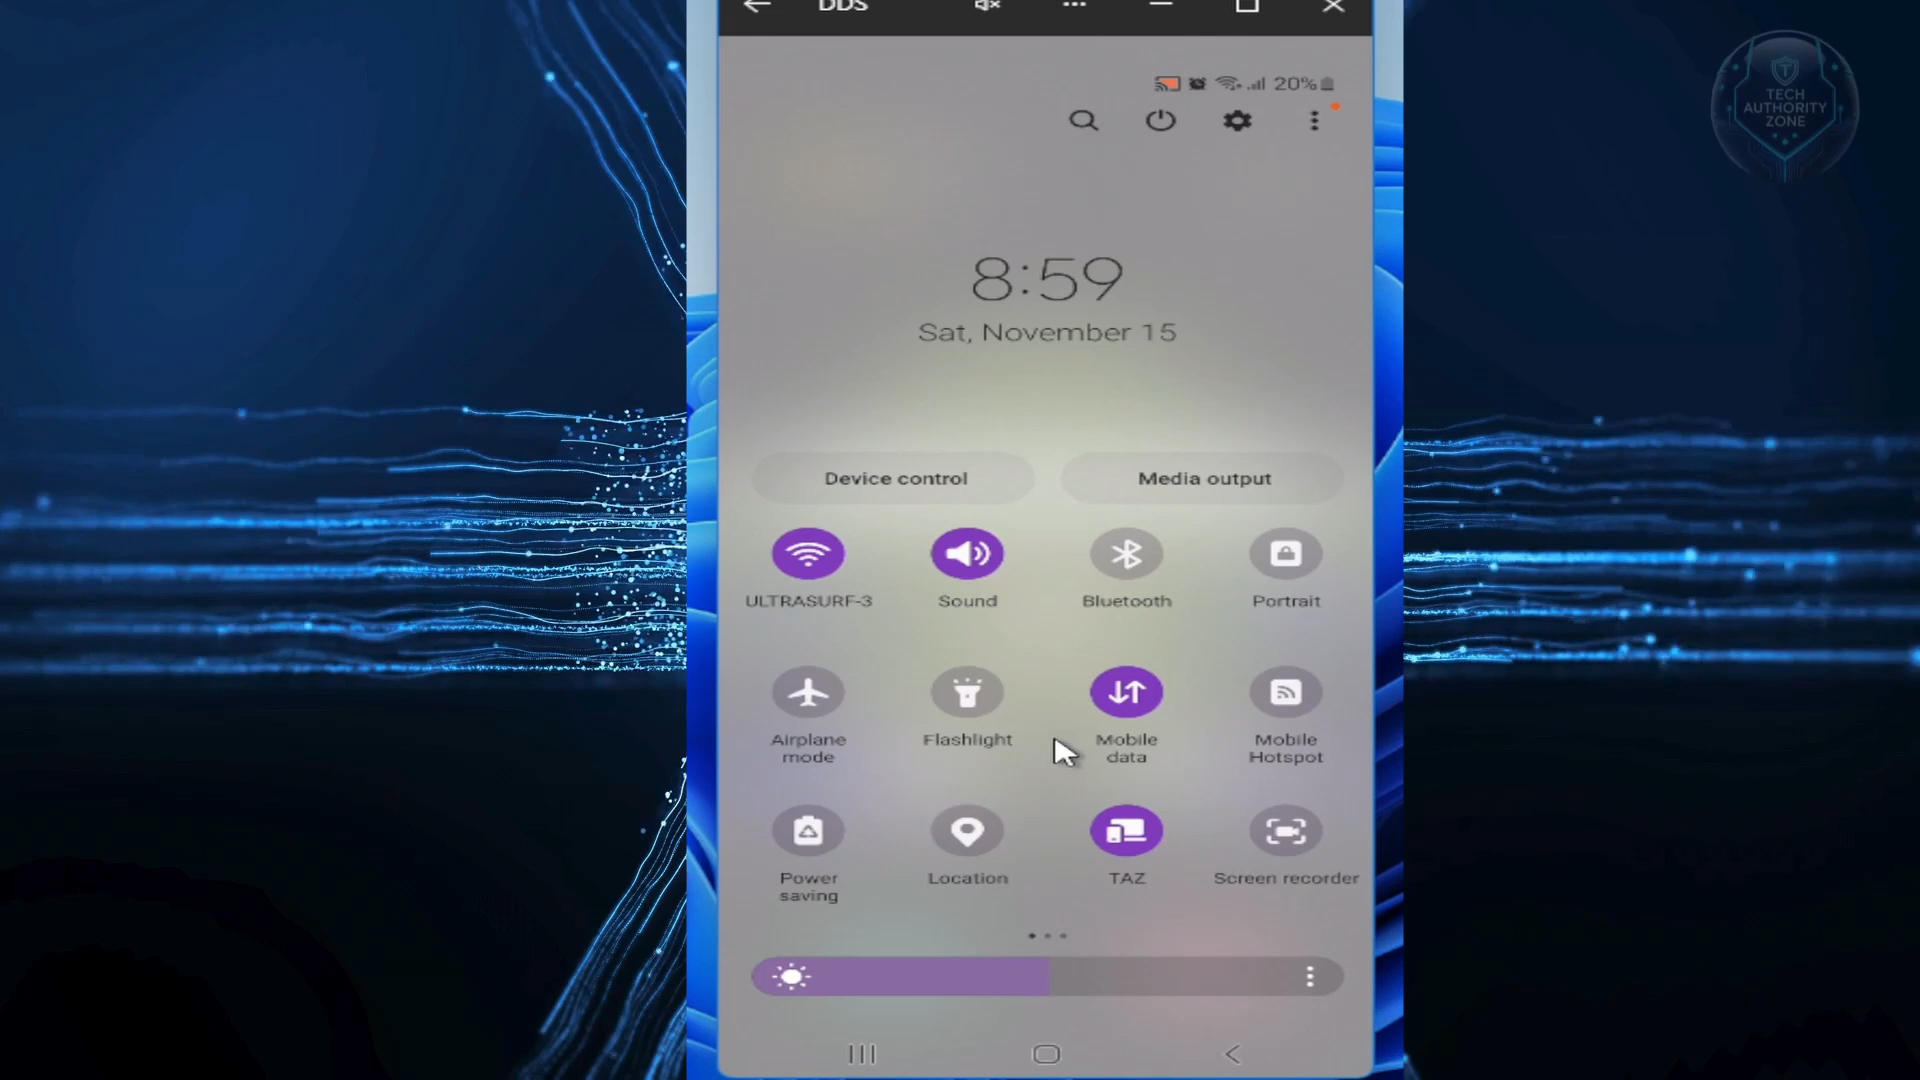 DDS
20%
TECH
AUTHORITY
ZONE
8:59
Sat, November 15
Device control
Media output
ULTRASURF-3
Sound
Bluetooth
Portrait
Airplane
mode
Flashlight
Mobile
data
Mobile
Hotspot
Power
saving
Location
TAZ
Screen recorder